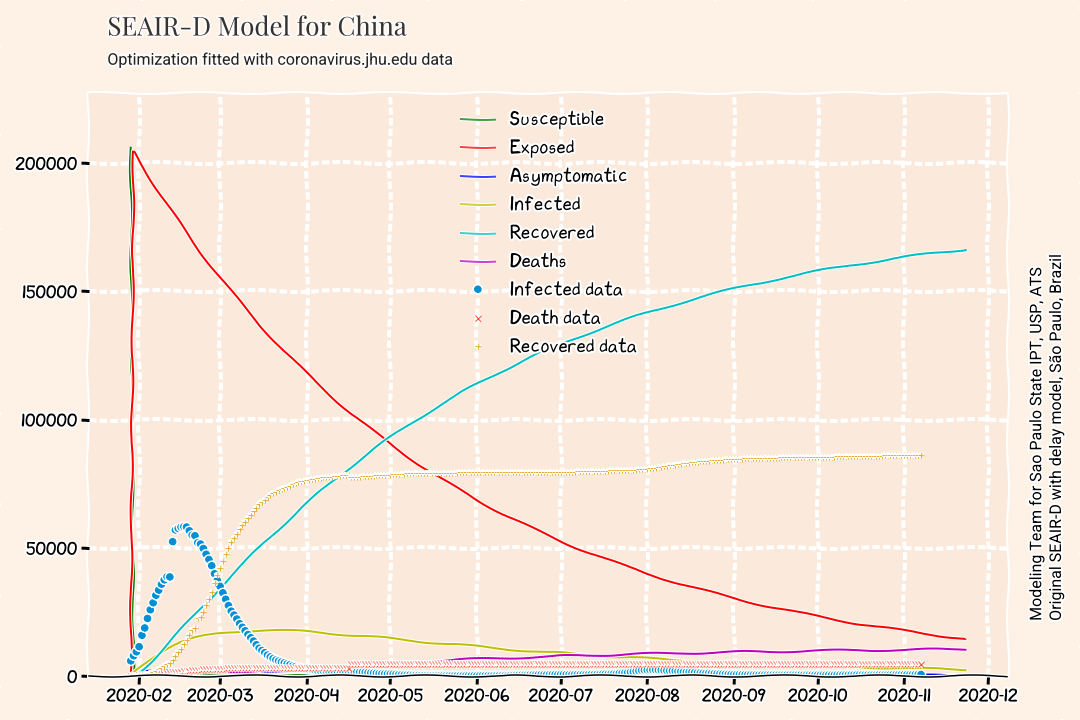 SEAIR-D Model for China
Optimization fitted with coronavirus.jhu.edu data
Susceptible
Exposed
Asymptomatic
Infected
Recovered
Deaths
Infected data
Death data
Recovered data
200000
150000
100000
50000
0
2020-02 2020-03 2020-04 2020-05 2020-06 2020-07 2020-08 2020-09 2020-10 2020-11 2020-12
Modeling Team for Sao Paulo State IPT, USP, ATS
Original SEAIR-D with delay model, São Paulo, Brazil